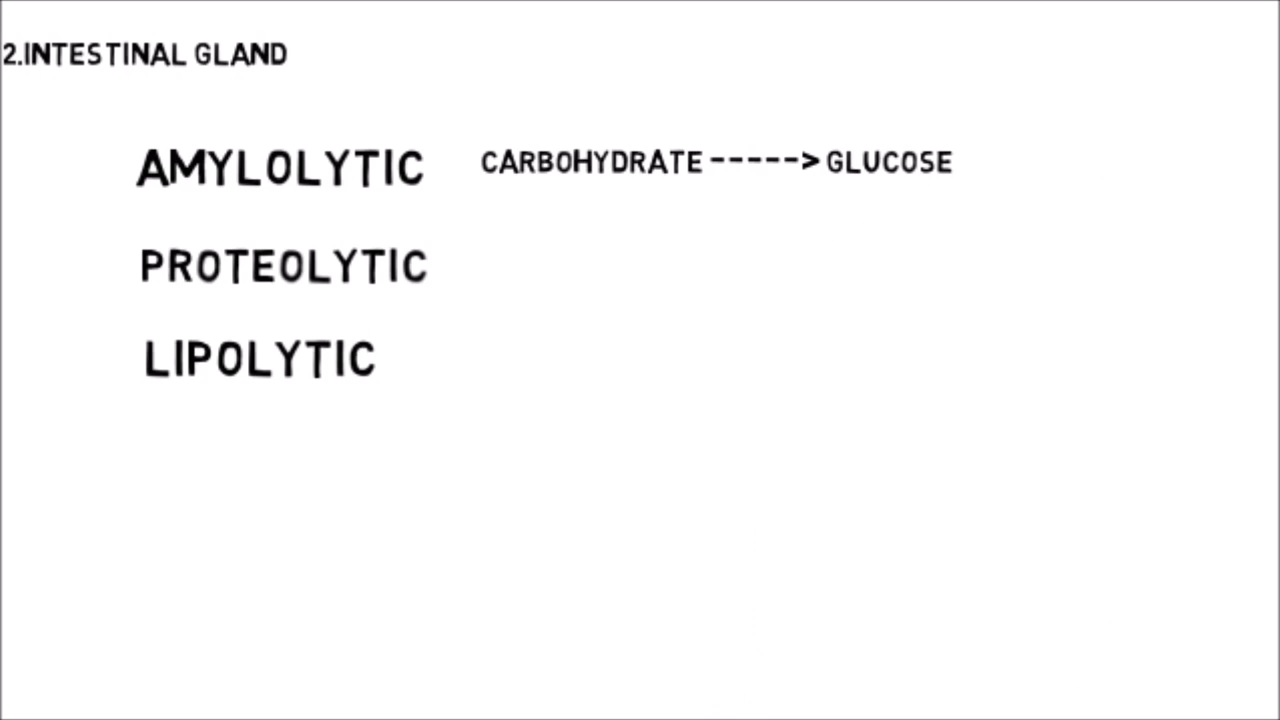 2.INTESTINAL GLAND
AMYLOLYTIC CARBOHYDRATE -----> GLUCOSE
PROTEOLYTIC
LIPOLYTIC